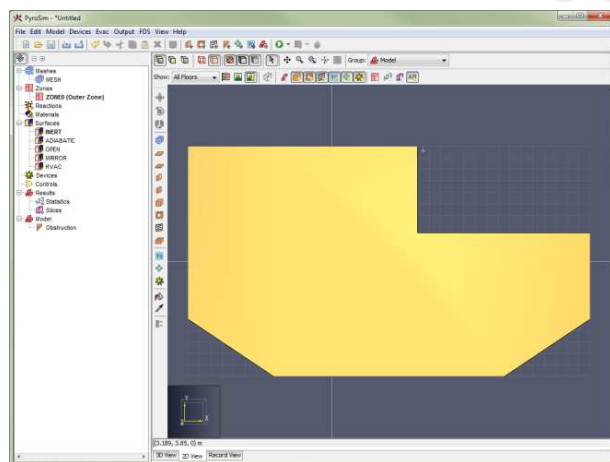 PyroSim - *Untitled
File Edit Model Devices Evac Output FDS View Help
Group: Model
Show: All Floors
Meshes
MESH
Zones
ZONE0 (Outer Zone)
Reactions
Materials
Surfaces
INERT
ADIABATIC
OPEN
MIRROR
HVAC
Devices
Controls
Results
Statistics
Slices
Model
Obstruction
Y
X
Z
(3.189, 3.85, 0) m
3D View 2D View Record View